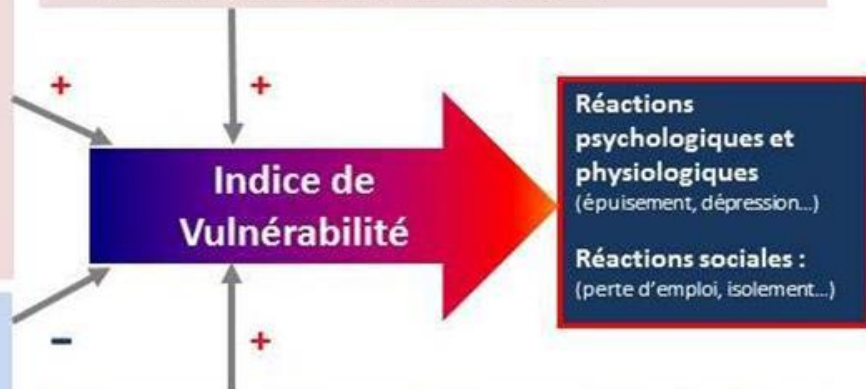 +
+
Indice de
Vulnérabilité
Réactions
psychologiques et
physiologiques
(épuisement, dépression...)
Réactions sociales :
(perte d'emploi, isolement...)
–
+